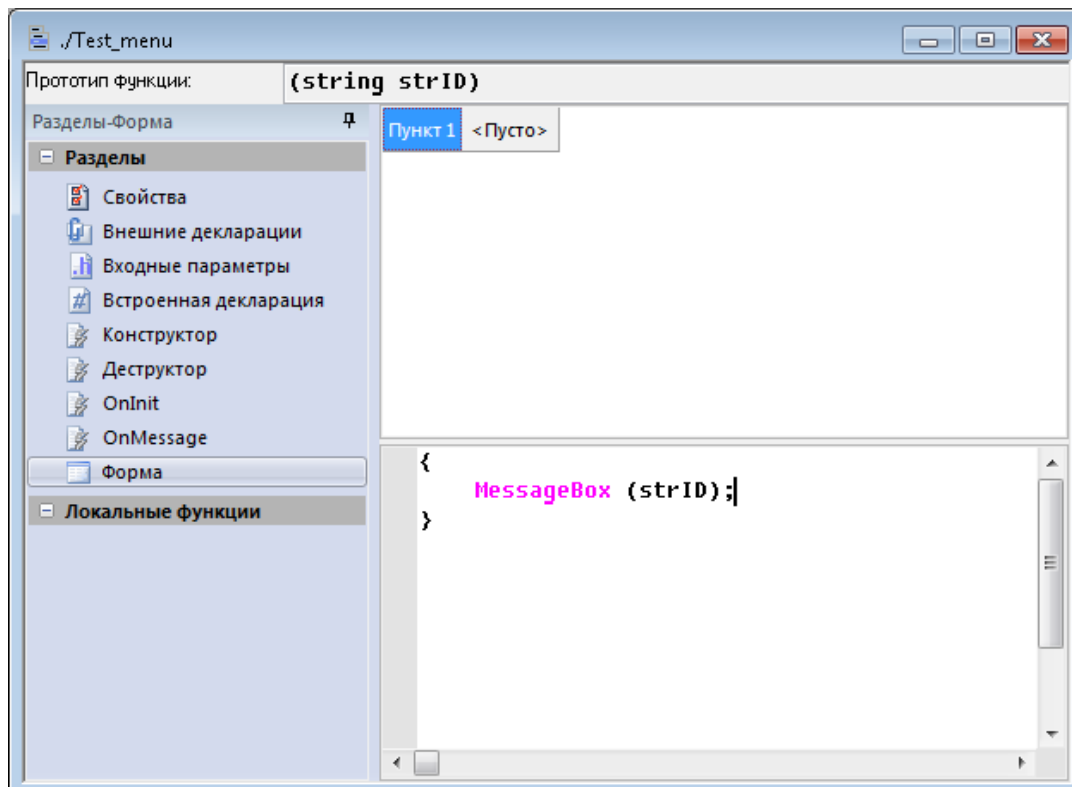 ./Test_menu
Прототип функции:
(string strID)
Разделы-Форма
Разделы
Свойства
Внешние декларации
Входные параметры
Встроенная декларация
Конструктор
Деструктор
OnInit
OnMessage
Форма
Локальные функции
Пункт 1 <Пусто>
{
MessageBox (strID);
}